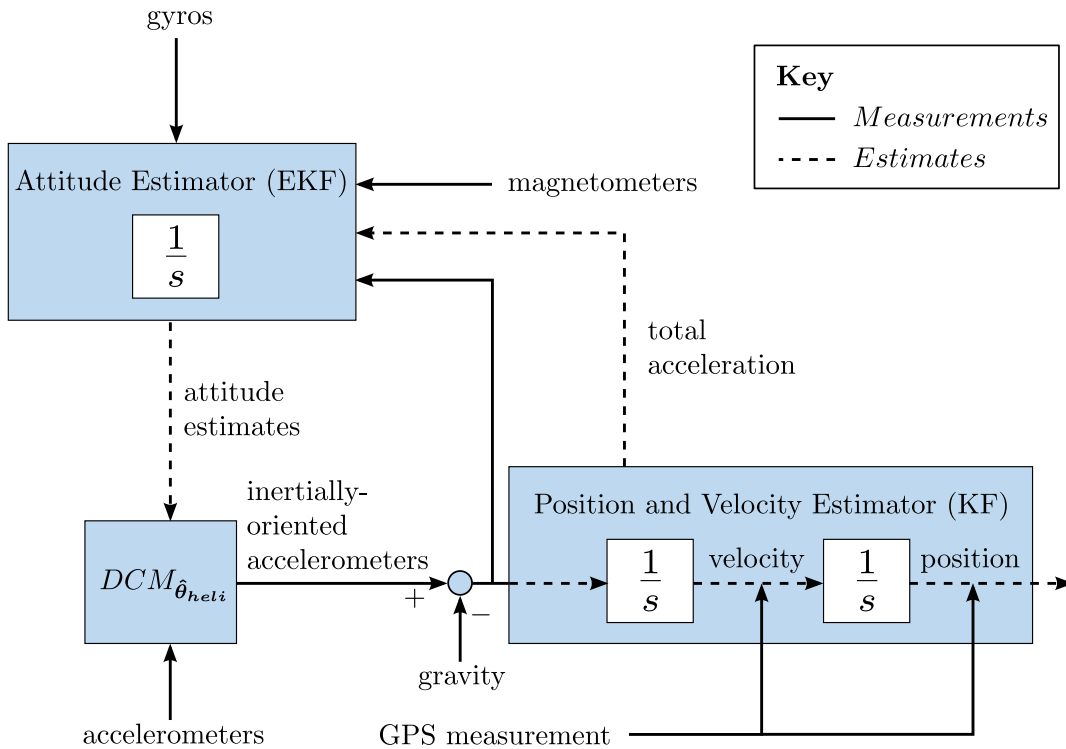 gyros
Key
Measurements
Estimates
Attitude Estimator (EKF)
1
s
magnetometers
total
acceleration
attitude
estimates
inertially-
oriented
accelerometers
DCM_θ̂heli
+
−
gravity
accelerometers
Position and Velocity Estimator (KF)
1
s
velocity
1
s
position
GPS measurement